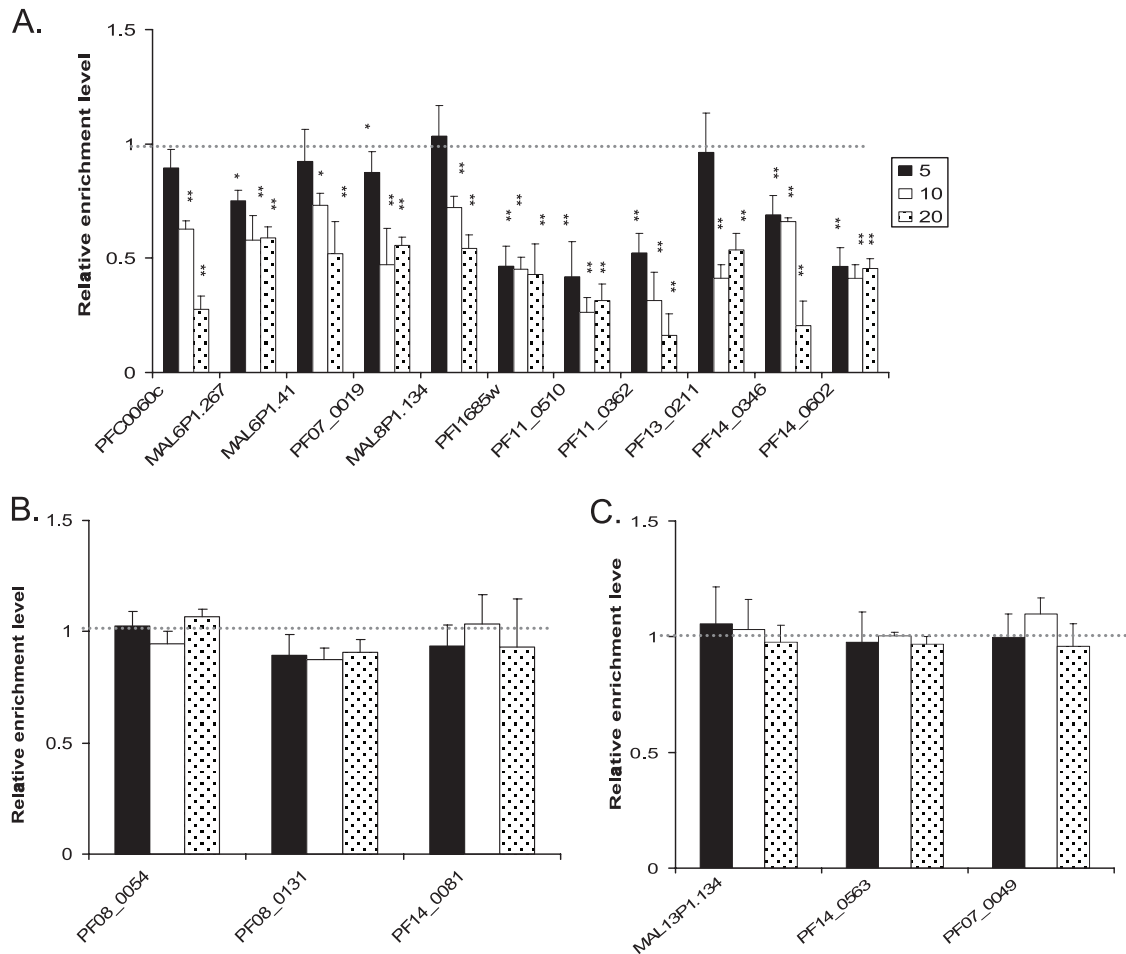 A.
Relative enrichment level
1.5
1
0.5
0
* ** ** * ** * ** * ** ** ** ** ** ** ** ** ** ** ** ** ** ** ** ** ** ** ** ** ** **
5
10
20
PFC0060c
MAL6P1.267
MAL6P1.41
PF07_0019
MAL8P1.134
PFI1685w
PF11_0510
PF11_0362
PF13_0211
PF14_0346
PF14_0602
B.
Relative enrichment level
1.5
1
0.5
0
PF08_0054
PF08_0131
PF14_0081
C.
Relative enrichment leve
1.5
1
0.5
0
MAL13P1.134
PF14_0563
PF07_0049